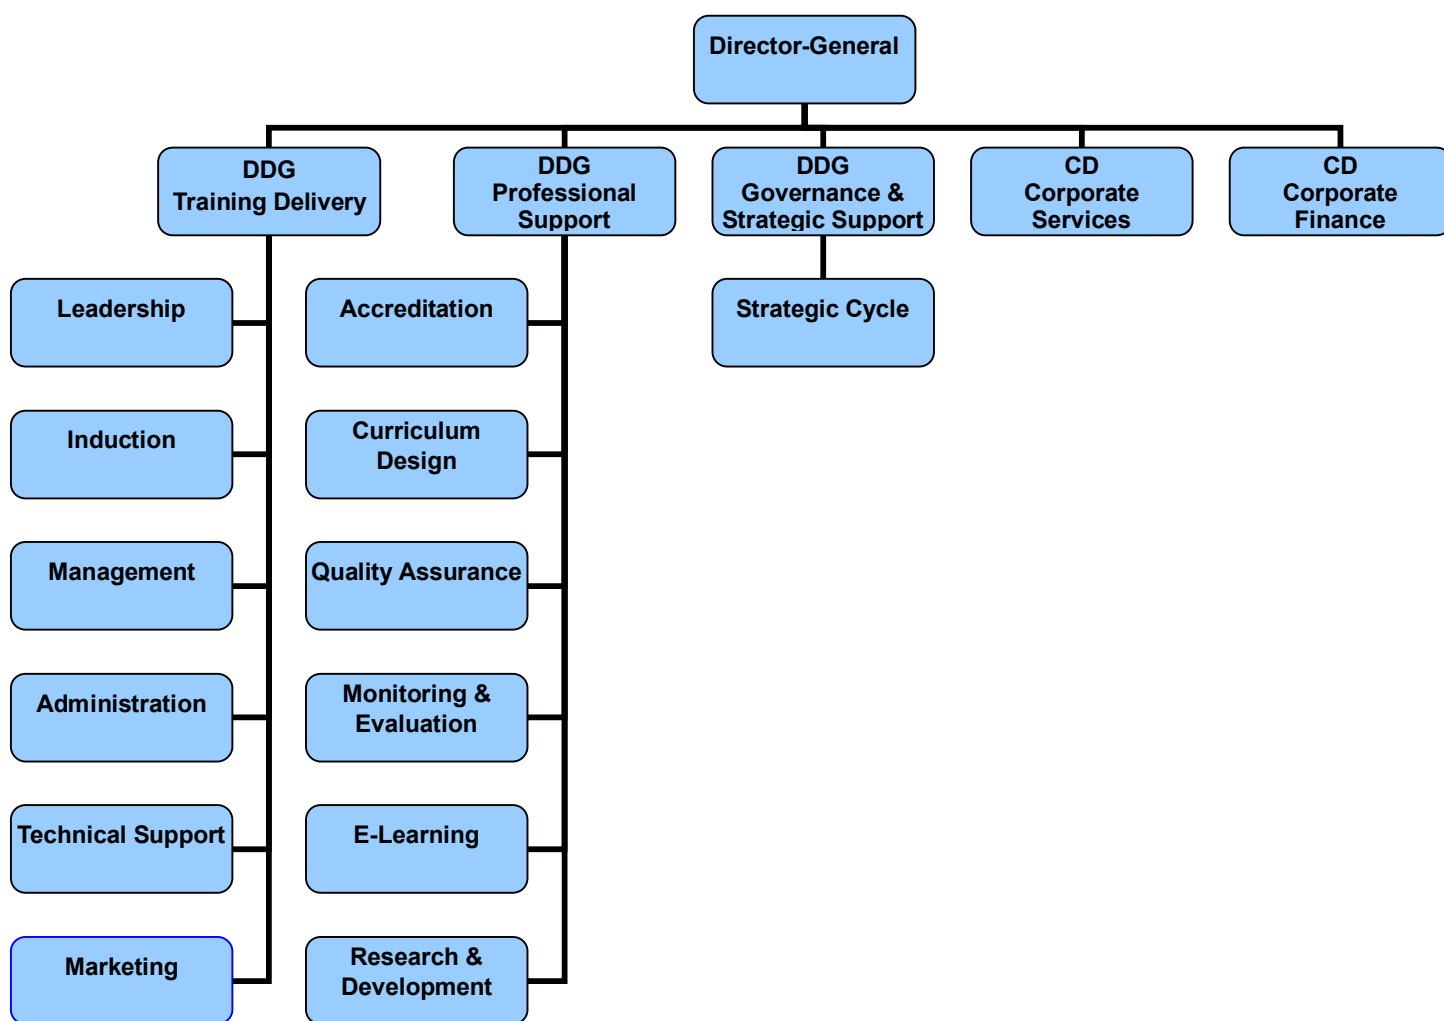 Director-General
DDG
Training Delivery
DDG
Professional
Support
DDG
Governance &
Strategic Support
CD
Corporate
Services
CD
Corporate
Finance
Leadership
Accreditation
Strategic Cycle
Induction
Curriculum
Design
Management
Quality Assurance
Administration
Monitoring &
Evaluation
Technical Support
E-Learning
Marketing
Research &
Development